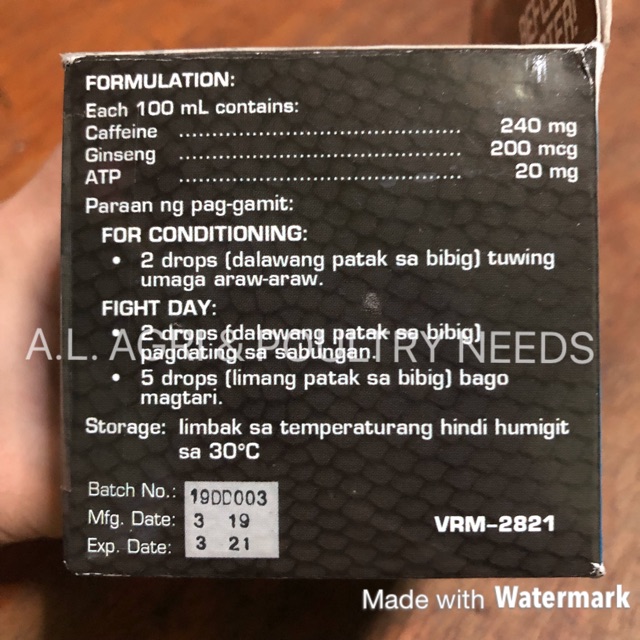 FORMULATION:
Each 100 mL contains:
Caffeine ........................................................ 240 mg
Ginseng ........................................................ 200 mcg
ATP ........................................................ 20 mg
Paraan ng pag-gamit:
FOR CONDITIONING:
• 2 drops (dalawang patak sa bibig) tuwing
umaga araw-araw.
FIGHT DAY:
• 2 drops (dalawang patak sa bibig)
pagdating sa sabungan.
A.L. AGRI & POULTRY NEEDS
• 5 drops (limang patak sa bibig) bago
magtari.
Storage: limbak sa temperaturang hindi humigit
sa 30°C
Batch No.: 19DD003
Mfg. Date: 3 19
Exp. Date: 3 21
VRM-2821
Made with Watermark